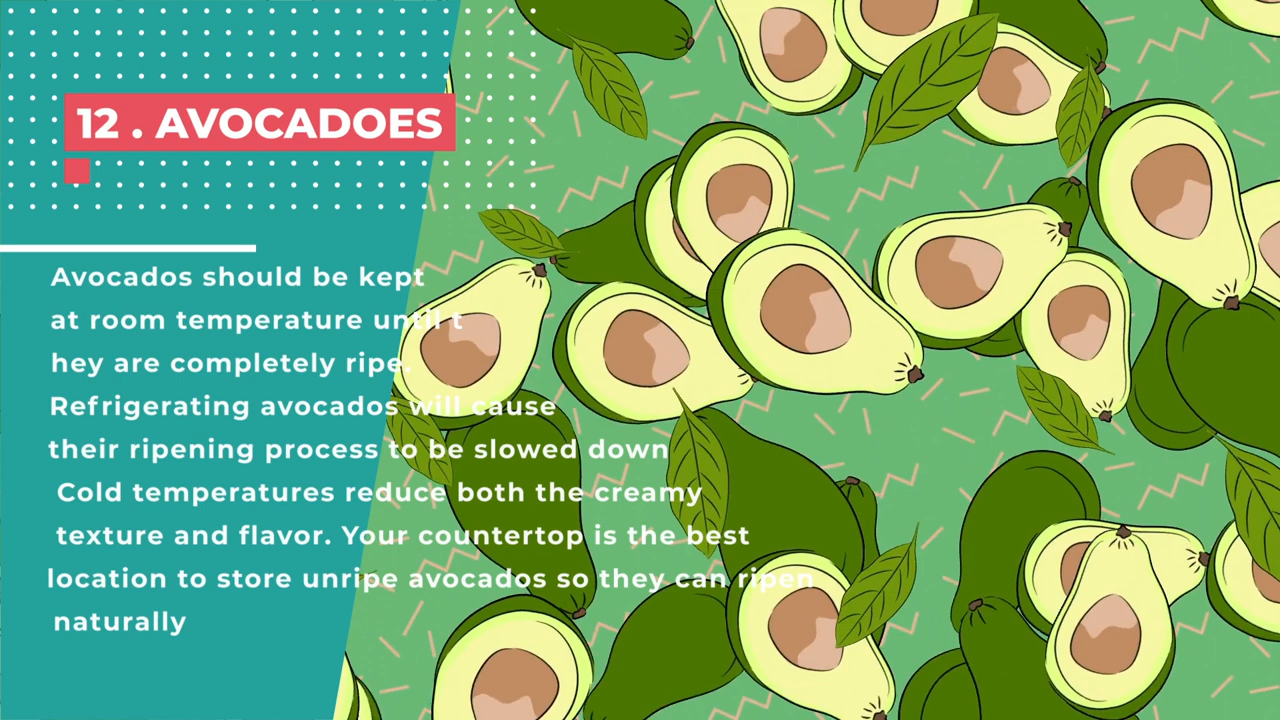 12 . AVOCADOES
Avocados should be kept
at room temperature until t
hey are completely ripe.
Refrigerating avocados will cause
their ripening process to be slowed down
Cold temperatures reduce both the creamy
texture and flavor. Your countertop is the best
location to store unripe avocados so they can ripen
naturally